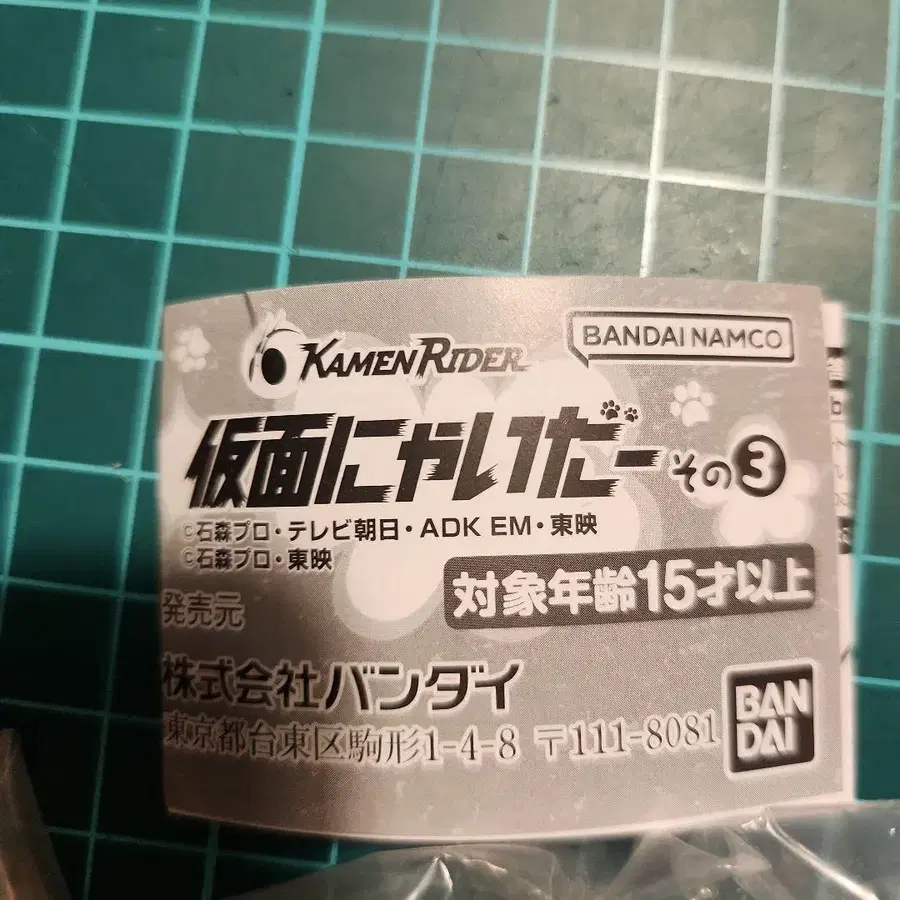 KAMEN RIDER
BANDAI NAMCO
仮面にゃいだー その3
©石森プロ・テレビ朝日・ADK EM・東映
©石森プロ・東映
対象年齢15才以上
発売元
株式会社バンダイ
東京都台東区駒形1-4-8 〒111-8081
BAN
DAI